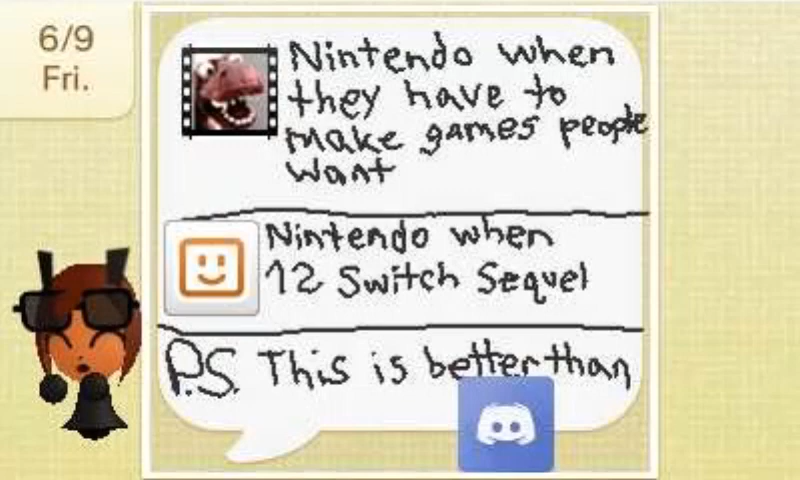 6/9
Fri.
Nintendo when
they have to
make games people
want
Nintendo when
12 Switch Sequel
P.S. This is better than